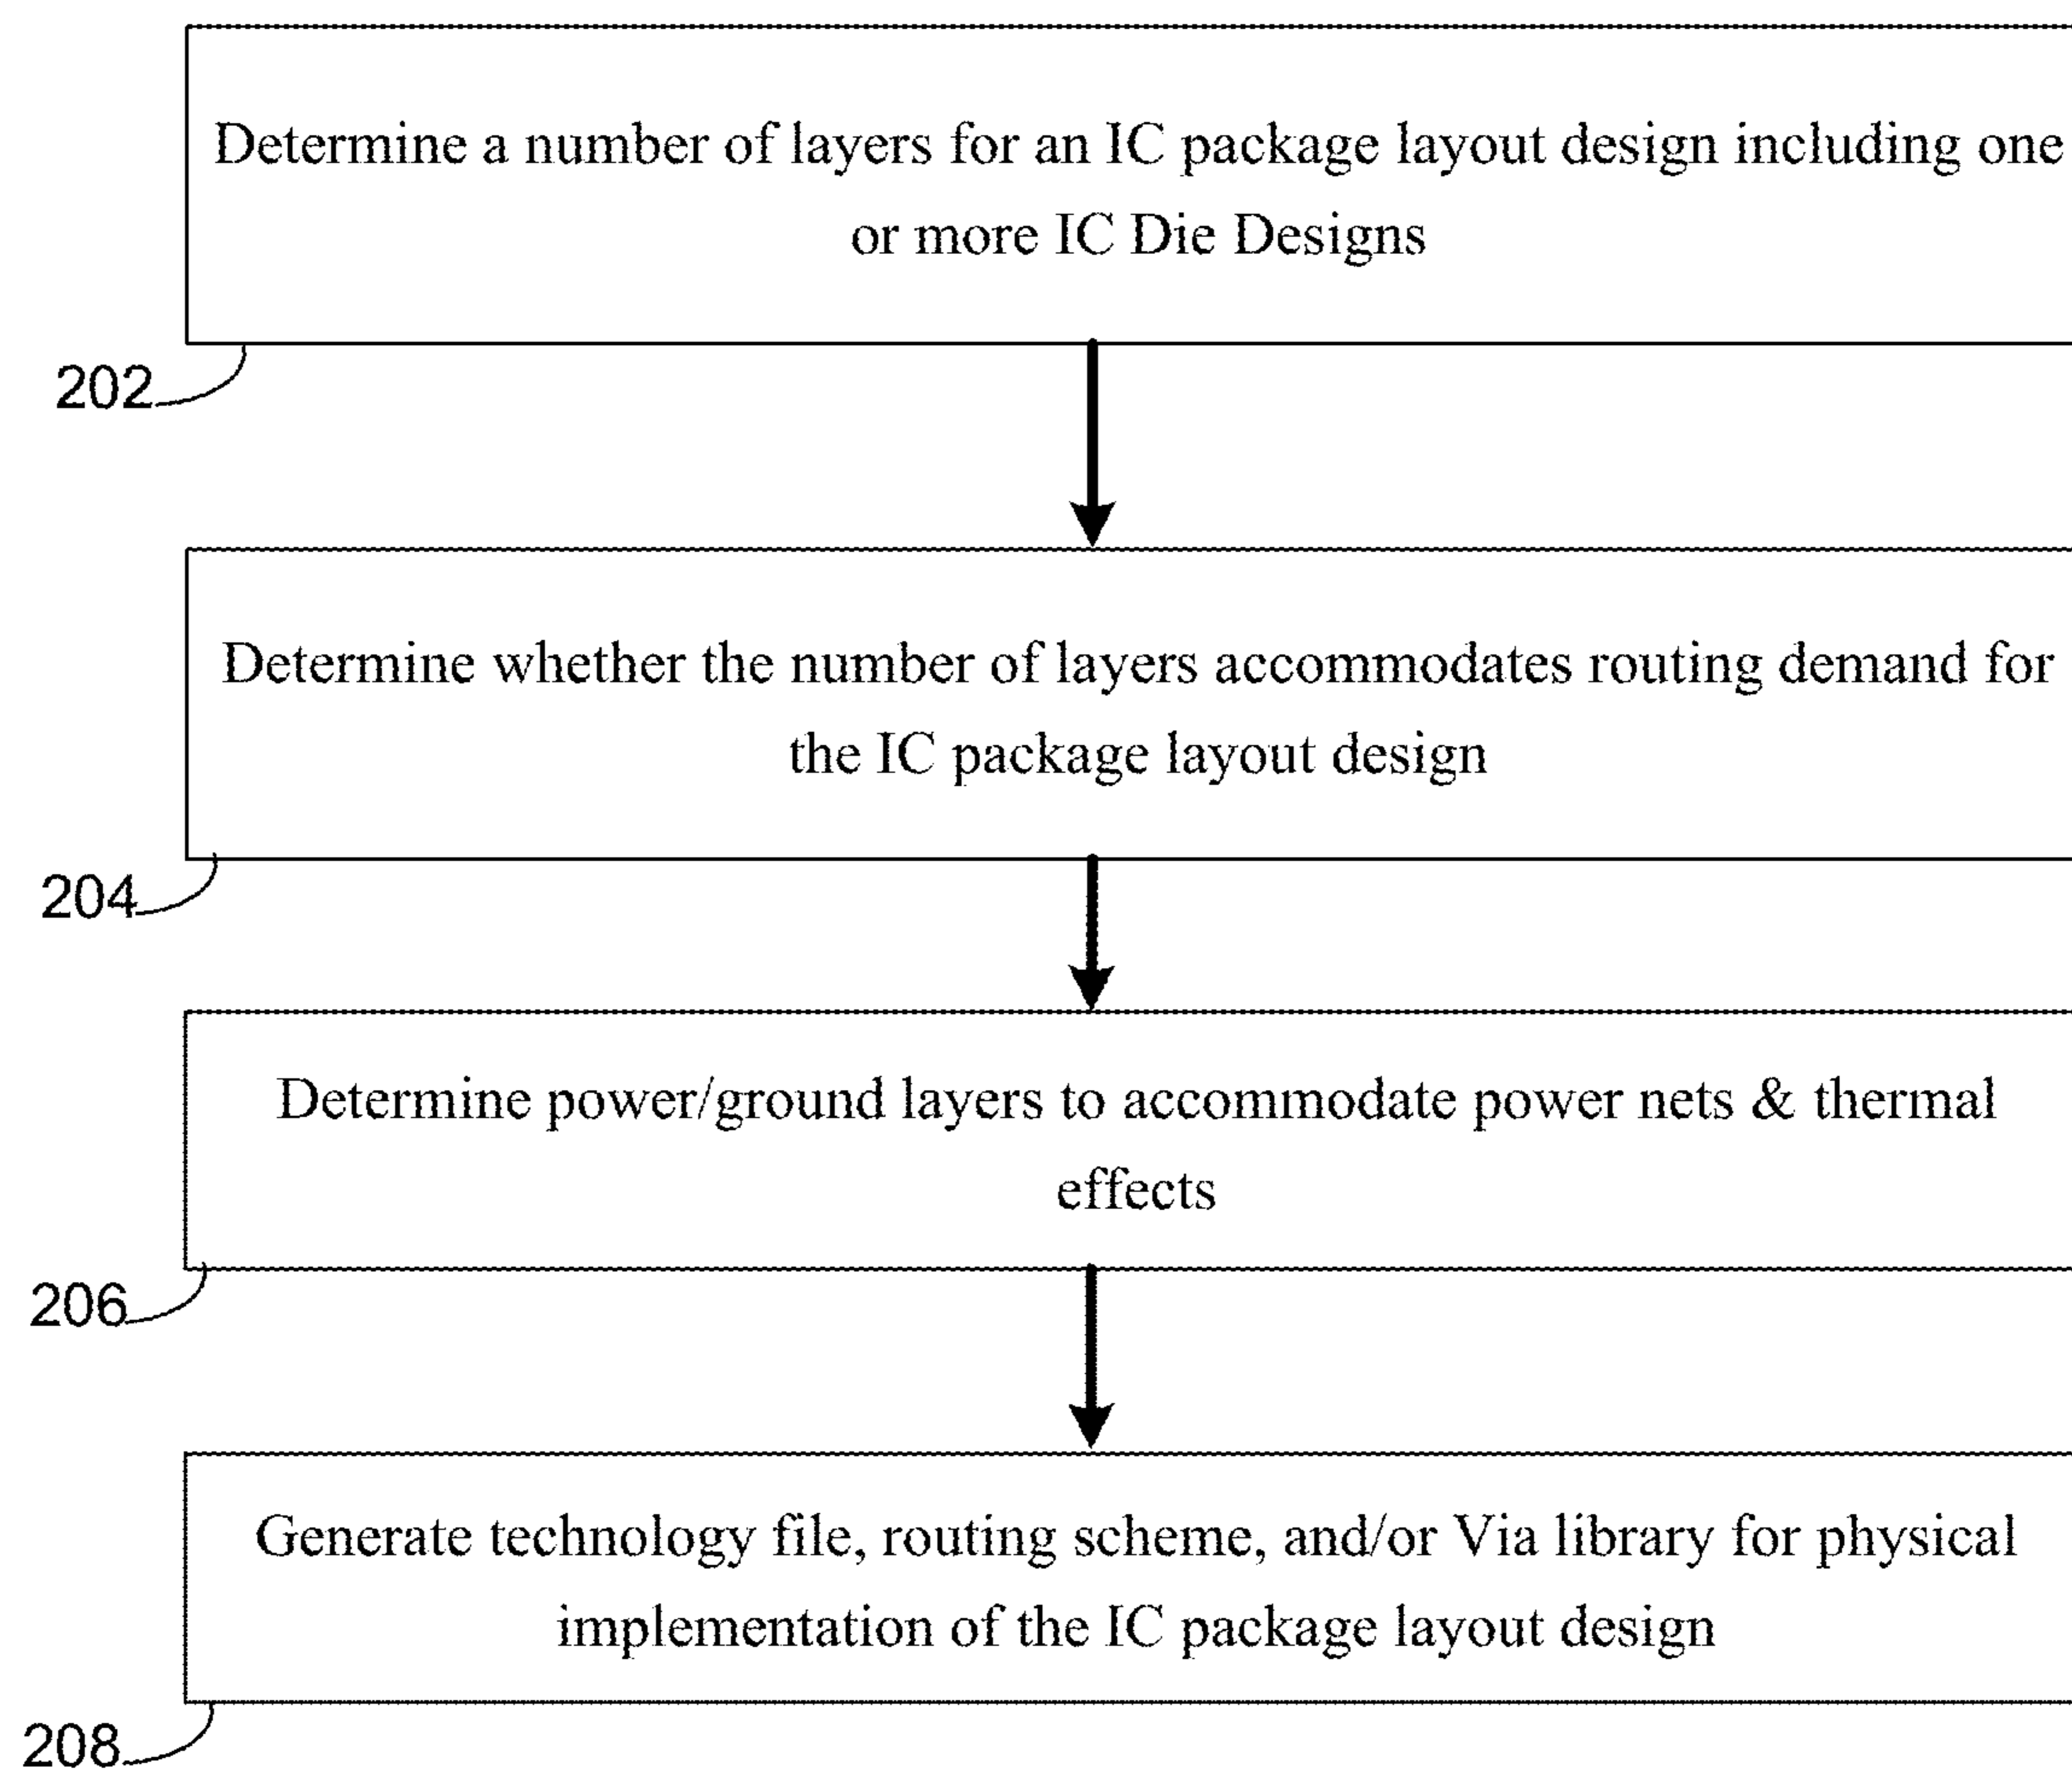 Determine a number of layers for an IC package layout design including one
or more IC Die Designs
202
Determine whether the number of layers accommodates routing demand for
the IC package layout design
204
Determine power/ground layers to accommodate power nets & thermal
effects
206
Generate technology file, routing scheme, and/or Via library for physical
implementation of the IC package layout design
208